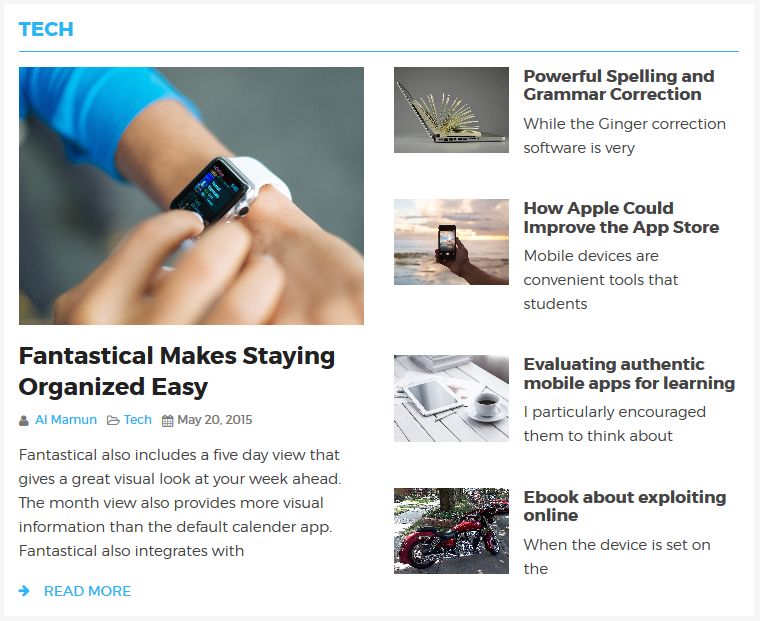 TECH
Fantastical Makes Staying
Organized Easy
Al Mamun Tech May 20, 2015
Fantastical also includes a five day view that
gives a great visual look at your week ahead.
The month view also provides more visual
information than the default calender app.
Fantastical also integrates with
READ MORE
Powerful Spelling and
Grammar Correction
While the Ginger correction
software is very
How Apple Could
Improve the App Store
Mobile devices are
convenient tools that
students
Evaluating authentic
mobile apps for learning
I particularly encouraged
them to think about
Ebook about exploiting
online
When the device is set on
the